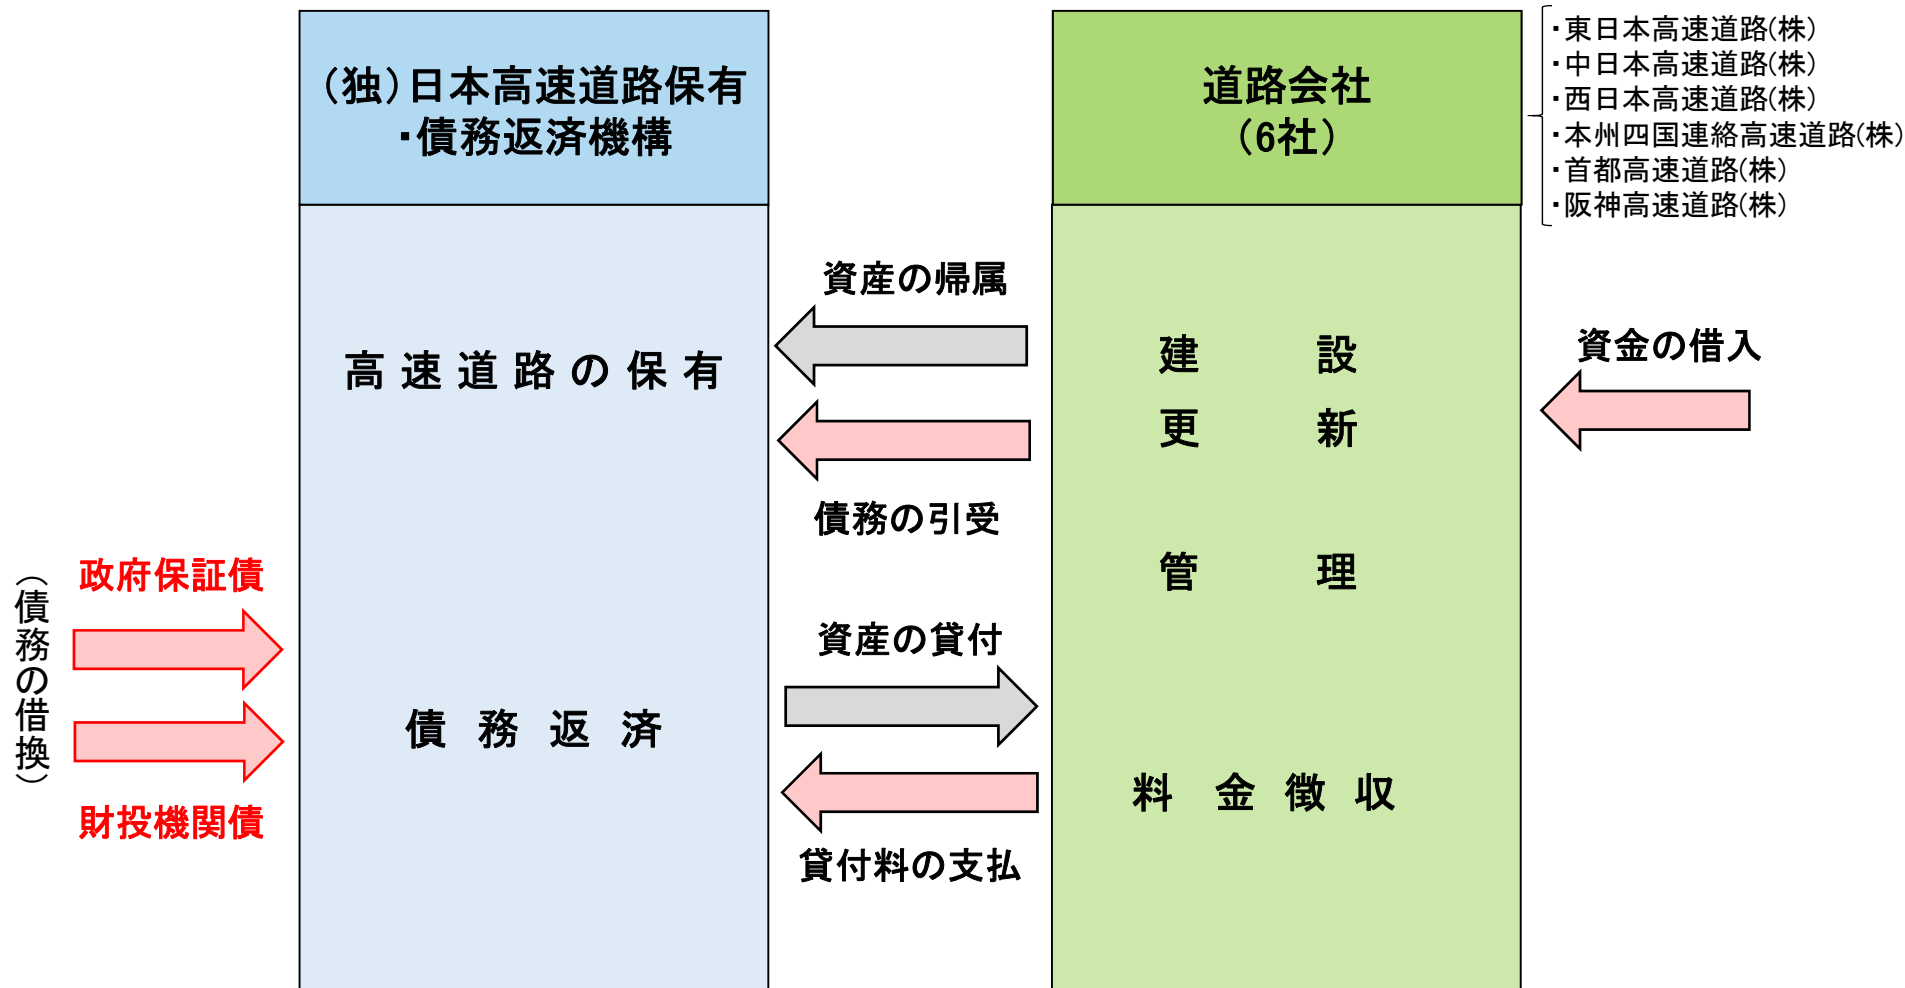 （独）日本高速道路保有
・債務返済機構
道路会社
（6社）
・東日本高速道路(株)
・中日本高速道路(株)
・西日本高速道路(株)
・本州四国連絡高速道路(株)
・首都高速道路(株)
・阪神高速道路(株)
資産の帰属
高速道路の保有
債務の引受
建設
更新
管理
資金の借入
政府保証債
（債務の借換）
財投機関債
債務返済
資産の貸付
料金徴収
貸付料の支払